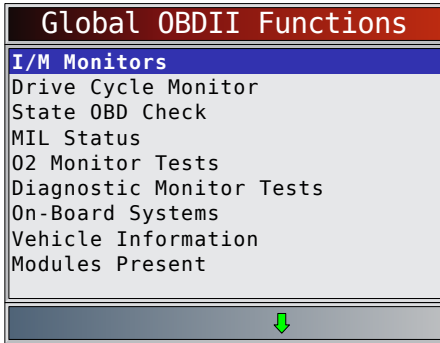 Global OBDII Functions
I/M Monitors
Drive Cycle Monitor
State OBD Check
MIL Status
O2 Monitor Tests
Diagnostic Monitor Tests
On-Board Systems
Vehicle Information
Modules Present